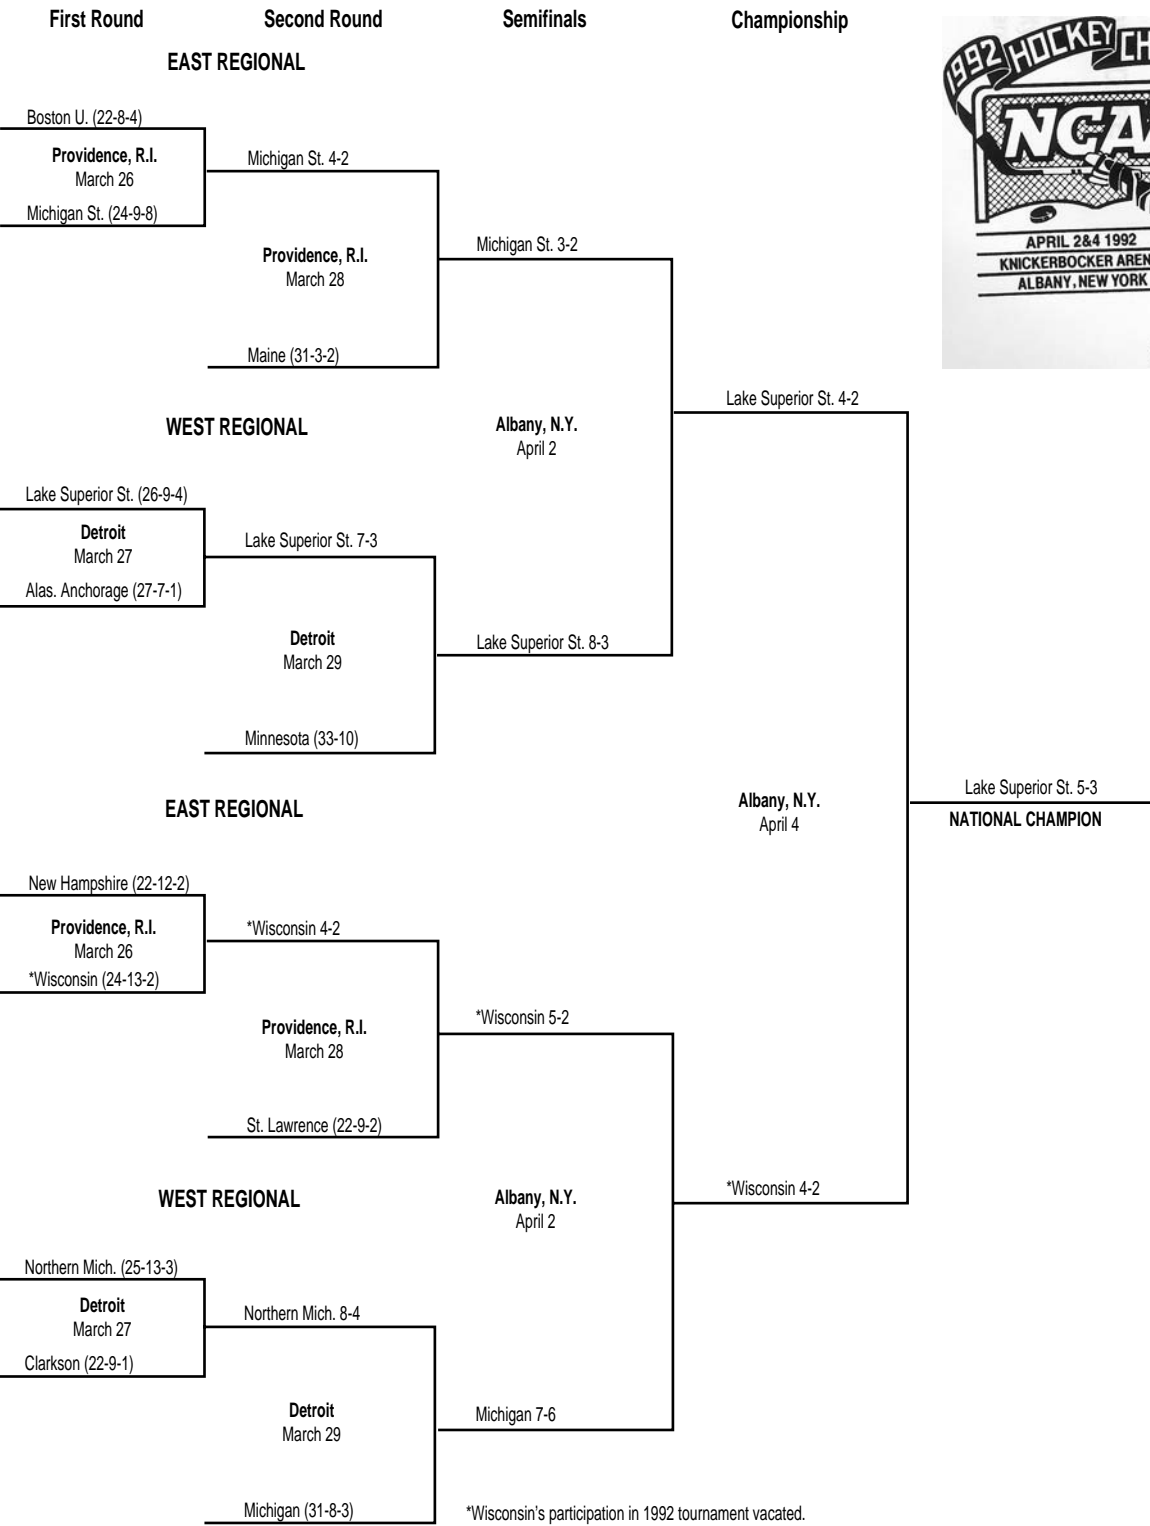 First Round Second Round Semifinals Championship
EAST REGIONAL
Boston U. (22-8-4)
Providence, R.I.
March 26
Michigan St. (24-9-8)
Michigan St. 4-2
Providence, R.I.
March 28
Maine (31-3-2)
Michigan St. 3-2
WEST REGIONAL
Lake Superior St. (26-9-4)
Detroit
March 27
Alas. Anchorage (27-7-1)
Lake Superior St. 7-3
Detroit
March 29
Minnesota (33-10)
Lake Superior St. 8-3
Albany, N.Y.
April 2
Lake Superior St. 4-2
EAST REGIONAL
New Hampshire (22-12-2)
Providence, R.I.
March 26
*Wisconsin (24-13-2)
*Wisconsin 4-2
Providence, R.I.
March 28
St. Lawrence (22-9-2)
*Wisconsin 5-2
WEST REGIONAL
Northern Mich. (25-13-3)
Detroit
March 27
Clarkson (22-9-1)
Northern Mich. 8-4
Detroit
March 29
Michigan (31-8-3)
Michigan 7-6
Albany, N.Y.
April 2
*Wisconsin 4-2
Albany, N.Y.
April 4
Lake Superior St. 5-3
NATIONAL CHAMPION
*Wisconsin's participation in 1992 tournament vacated.
1992 HOCKEY CH
NCA
APRIL 2&4 1992
KNICKERBOCKER AREN
ALBANY, NEW YORK